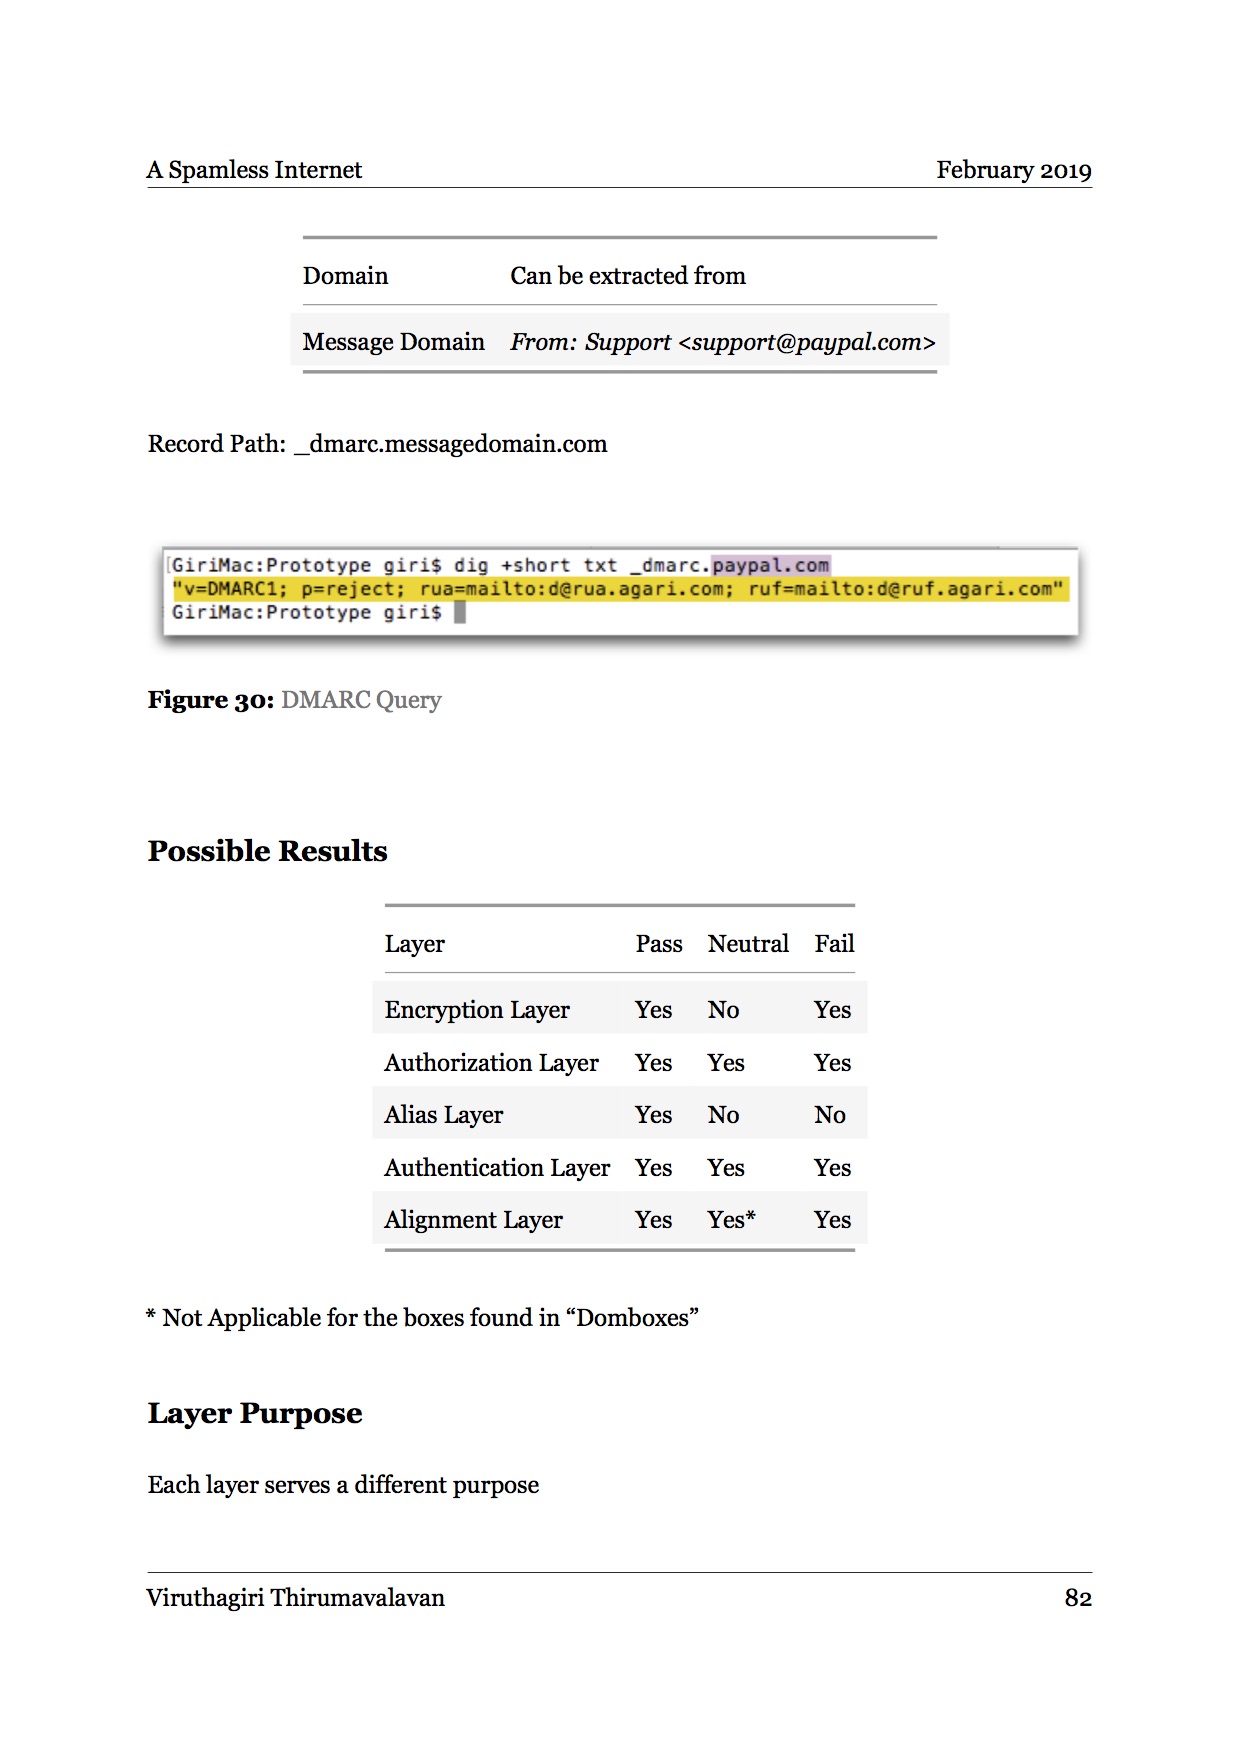 A Spamless Internet February 2019
Domain Can be extracted from
Message Domain From: Support <support@paypal.com>
Record Path: _dmarc.messagedomain.com
GiriMac:Prototype giri$ dig +short txt _dmarc.paypal.com
"v=DMARC1; p=reject; rua=mailto:d@rua.agari.com; ruf=mailto:d@ruf.agari.com"
GiriMac:Prototype giri$
Figure 30: DMARC Query
Possible Results
Layer Pass Neutral Fail
Encryption Layer Yes No Yes
Authorization Layer Yes Yes Yes
Alias Layer Yes No No
Authentication Layer Yes Yes Yes
Alignment Layer Yes Yes* Yes
* Not Applicable for the boxes found in “Domboxes”
Layer Purpose
Each layer serves a different purpose
Viruthagiri Thirumavalavan 82